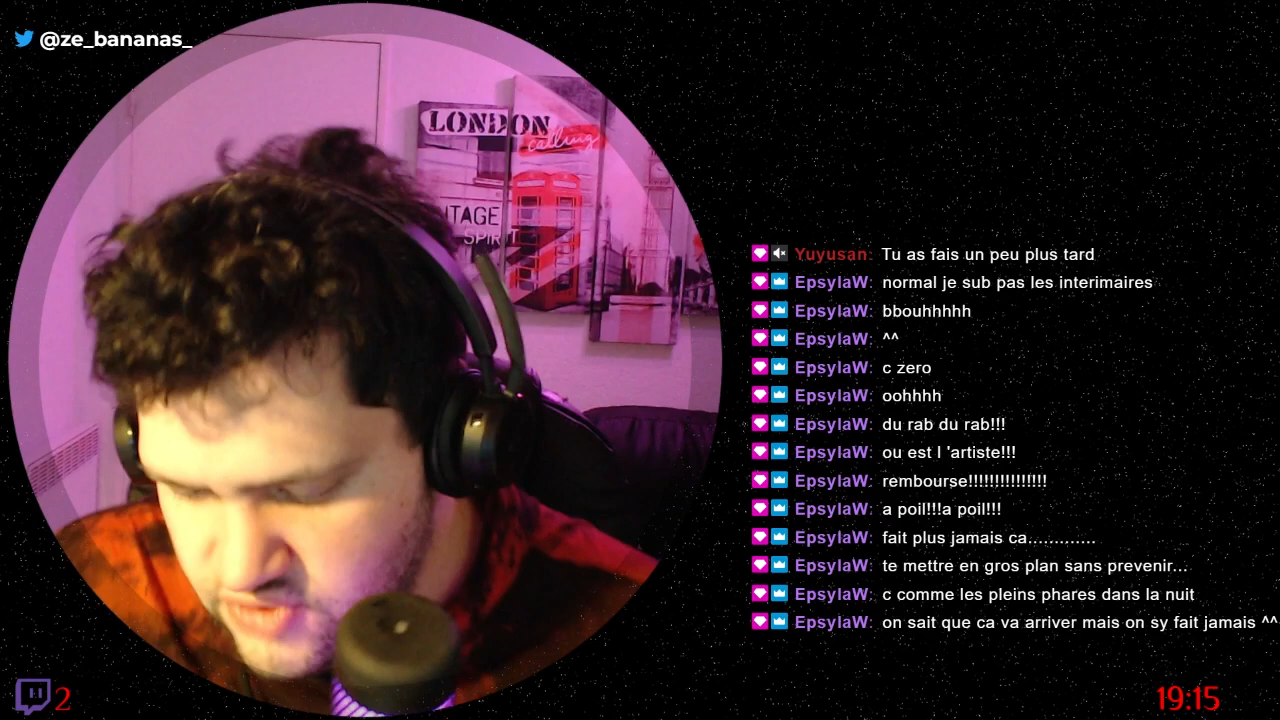 @ze_bananas_
LONDON
calling
TAGE
SPIRIT
Yuyusan: Tu as fais un peu plus tard
EpsylaW: normal je sub pas les interimaires
EpsylaW: bbouhhhhh
EpsylaW: ^^
EpsylaW: c zero
EpsylaW: oohhhh
EpsylaW: du rab du rab!!!
EpsylaW: ou est l 'artiste!!!
EpsylaW: rembourse!!!!!!!!!!!!!!!
EpsylaW: a poil!!!a poil!!!
EpsylaW: fait plus jamais ca.............
EpsylaW: te mettre en gros plan sans prevenir...
EpsylaW: c comme les pleins phares dans la nuit
EpsylaW: on sait que ca va arriver mais on sy fait jamais ^^
2
19:15